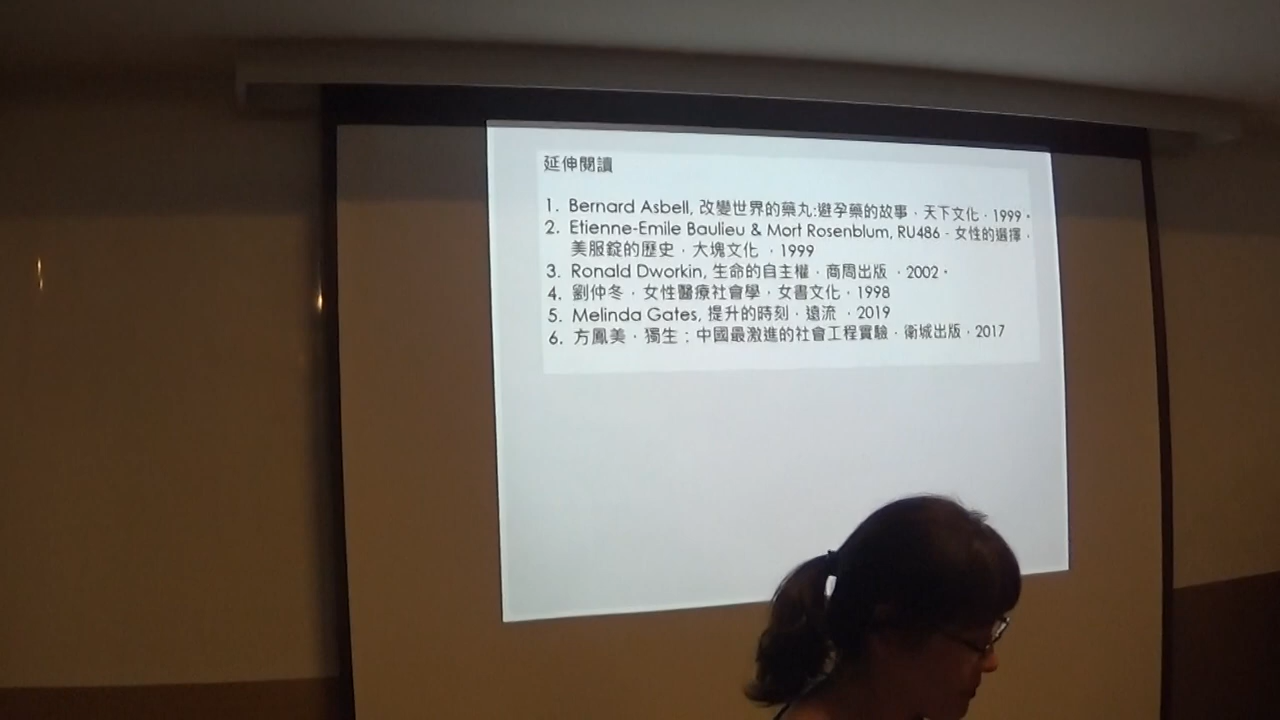 延伸閱讀
1. Bernard Asbell, 改變世界的藥丸:避孕藥的故事，天下文化，1999。
2. Etienne-Emile Baulieu & Mort Rosenblum, RU486 - 女性的選擇，
美服錠的歷史，大塊文化 ，1999
3. Ronald Dworkin, 生命的自主權，商周出版 ，2002。
4. 劉仲冬，女性醫療社會學，女書文化，1998
5. Melinda Gates, 提升的時刻，遠流 ，2019
6. 方鳳美，獨生：中國最激進的社會工程實驗，衛城出版，2017